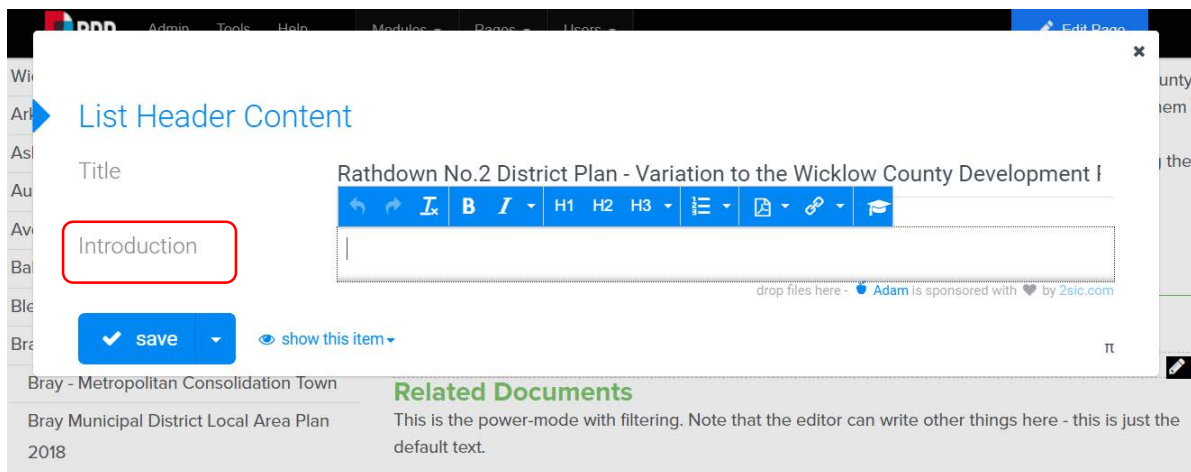 Admin Tools Help Modules Pages Users Edit Page
List Header Content
Title
Rathdown No.2 District Plan - Variation to the Wicklow County Development
B I H1 H2 H3
Introduction
drop files here - Adam is sponsored with by 2sic.com
save show this item
π
Bray - Metropolitan Consolidation Town
Bray Municipal District Local Area Plan
2018
Related Documents
This is the power-mode with filtering. Note that the editor can write other things here - this is just the
default text.